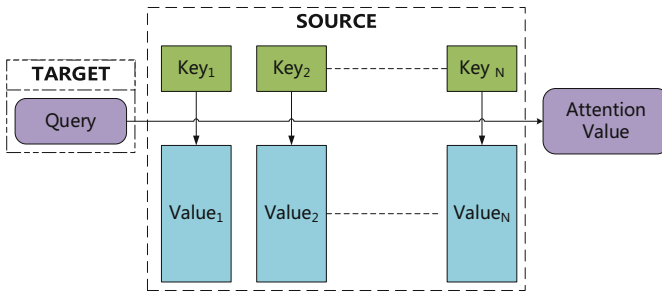 SOURCE
TARGET
Key₁
Key₂
Key N
Query
Attention
Value
Value₁
Value₂
Valueₙ